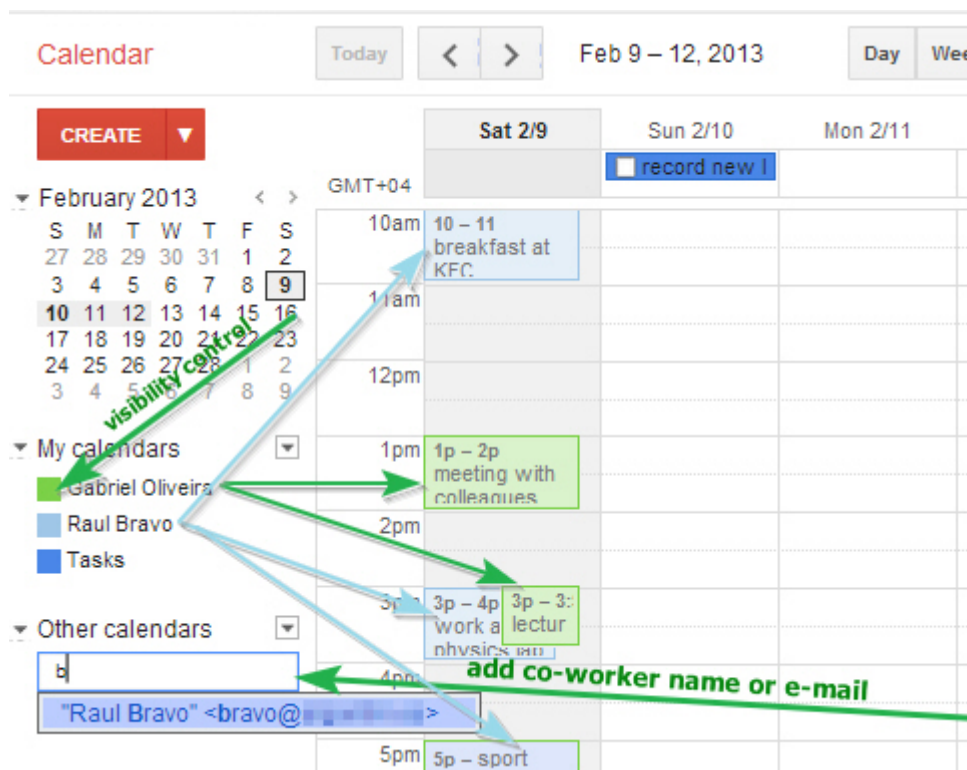 Calendar
Today
Feb 9 – 12, 2013
Day
Wee
CREATE
Sat 2/9
Sun 2/10
Mon 2/11
record new l
GMT+04
February 2013
S M T W T F S
27 28 29 30 31 1 2
3 4 5 6 7 8 9
10 11 12 13 14 15 16
17 18 19 20 21 22 23
24 25 26 27 28 1 2
3 4 5 6 7 8 9
visibility control
My calendars
Gabriel Oliveira
Raul Bravo
Tasks
Other calendars
b
"Raul Bravo" <bravo@ >
10am
10 – 11
breakfast at
KFC
11am
12pm
1pm
1p – 2p
meeting with
colleagues
2pm
3pm
3p – 4p
work a
physics lab
3p – 3:
lectur
4pm
add co-worker name or e-mail
5pm
5p – sport